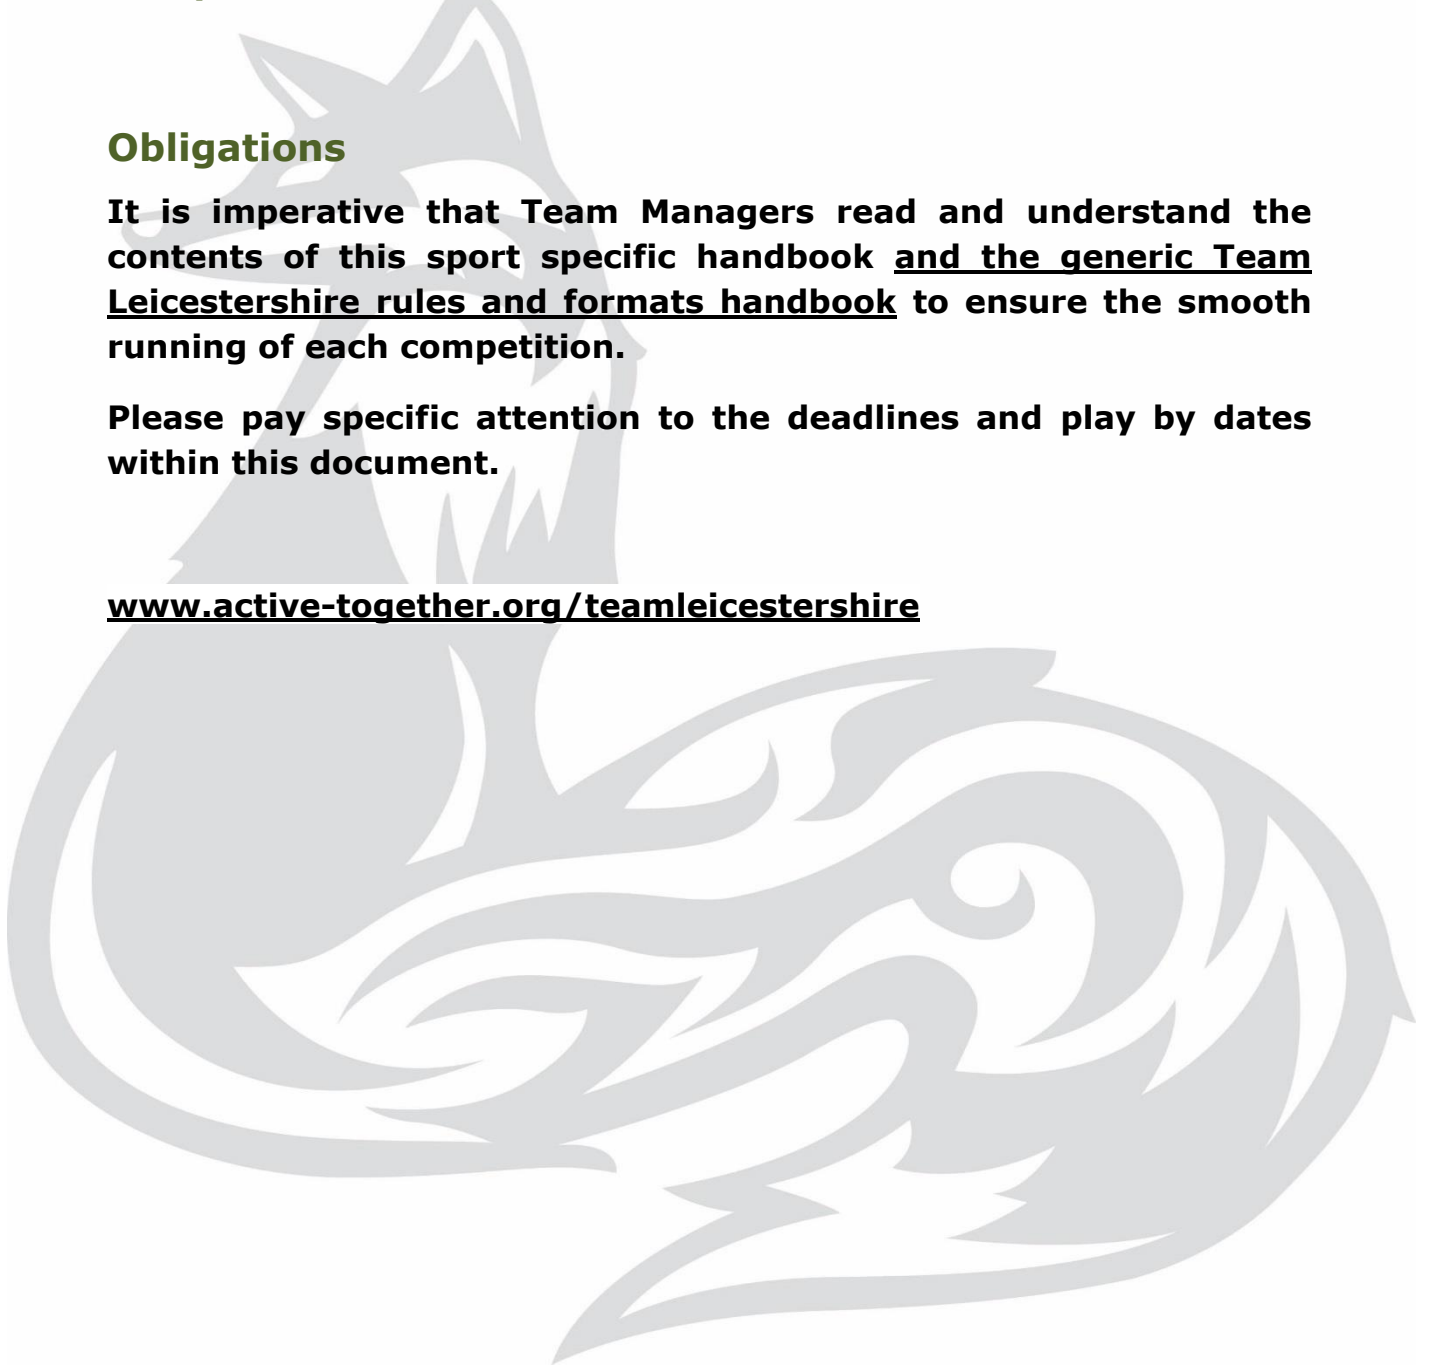 Obligations
It is imperative that Team Managers read and understand the
contents of this sport specific handbook and the generic Team
Leicestershire rules and formats handbook to ensure the smooth
running of each competition.
Please pay specific attention to the deadlines and play by dates
within this document.
www.active-together.org/teamleicestershire